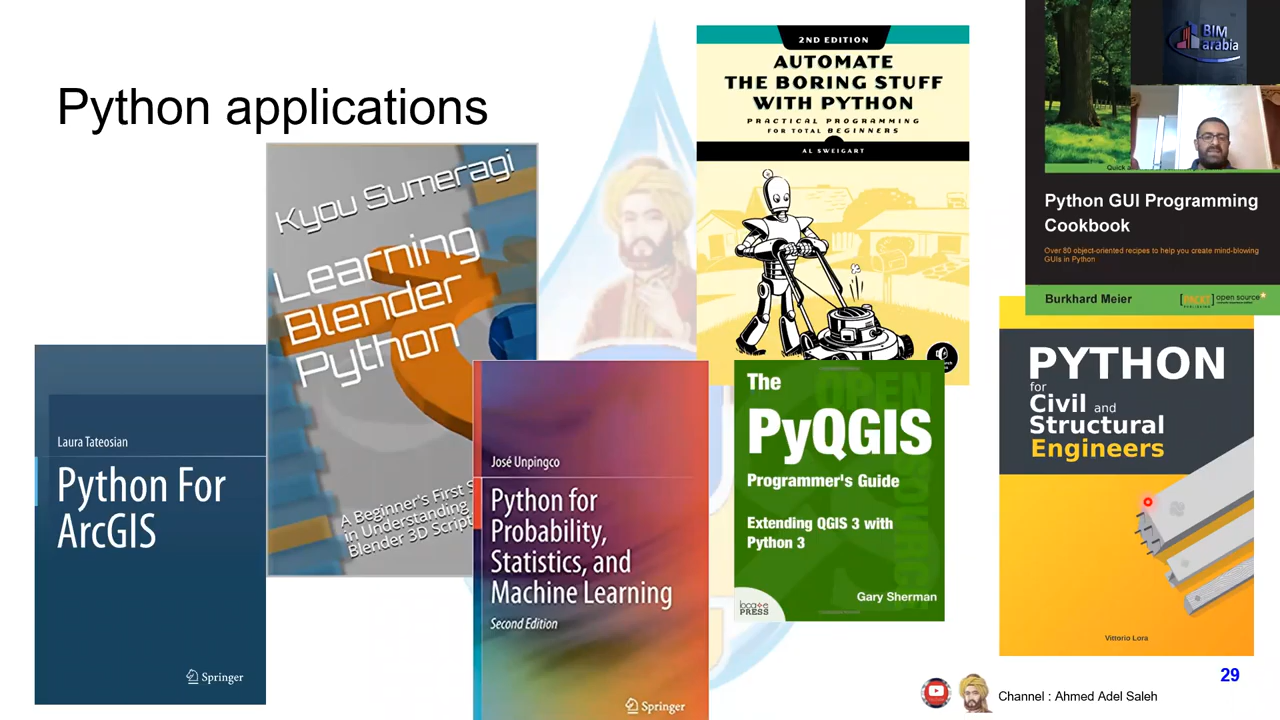 Python applications
Kyou Sumeragi
Learning
Blender
Python
A Beginner's First
in Understanding
Blender 3D
2ND EDITION
AUTOMATE
THE BORING STUFF
WITH PYTHON
PRACTICAL PROGRAMMING
FOR TOTAL BEGINNERS
AL SWEIGART
BIM
arabia
Python GUI Programming
Cookbook
Over 80 object-oriented recipes to help you create mind-blowing
GUIs in Python
Burkhard Meier
[PACKT] open source
PUBLISHING
Laura Tateosian
Python For
ArcGIS
Springer
José Unpingco
Python for
Probability,
Statistics, and
Machine Learning
Second Edition
Springer
OPEN
SOURCE
The
PyQGIS
Programmer's Guide
Extending QGIS 3 with
Python 3
Gary Sherman
locate
PRESS
PYTHON
for
Civil and
Structural
Engineers
Vittorio Lora
29
Channel : Ahmed Adel Saleh